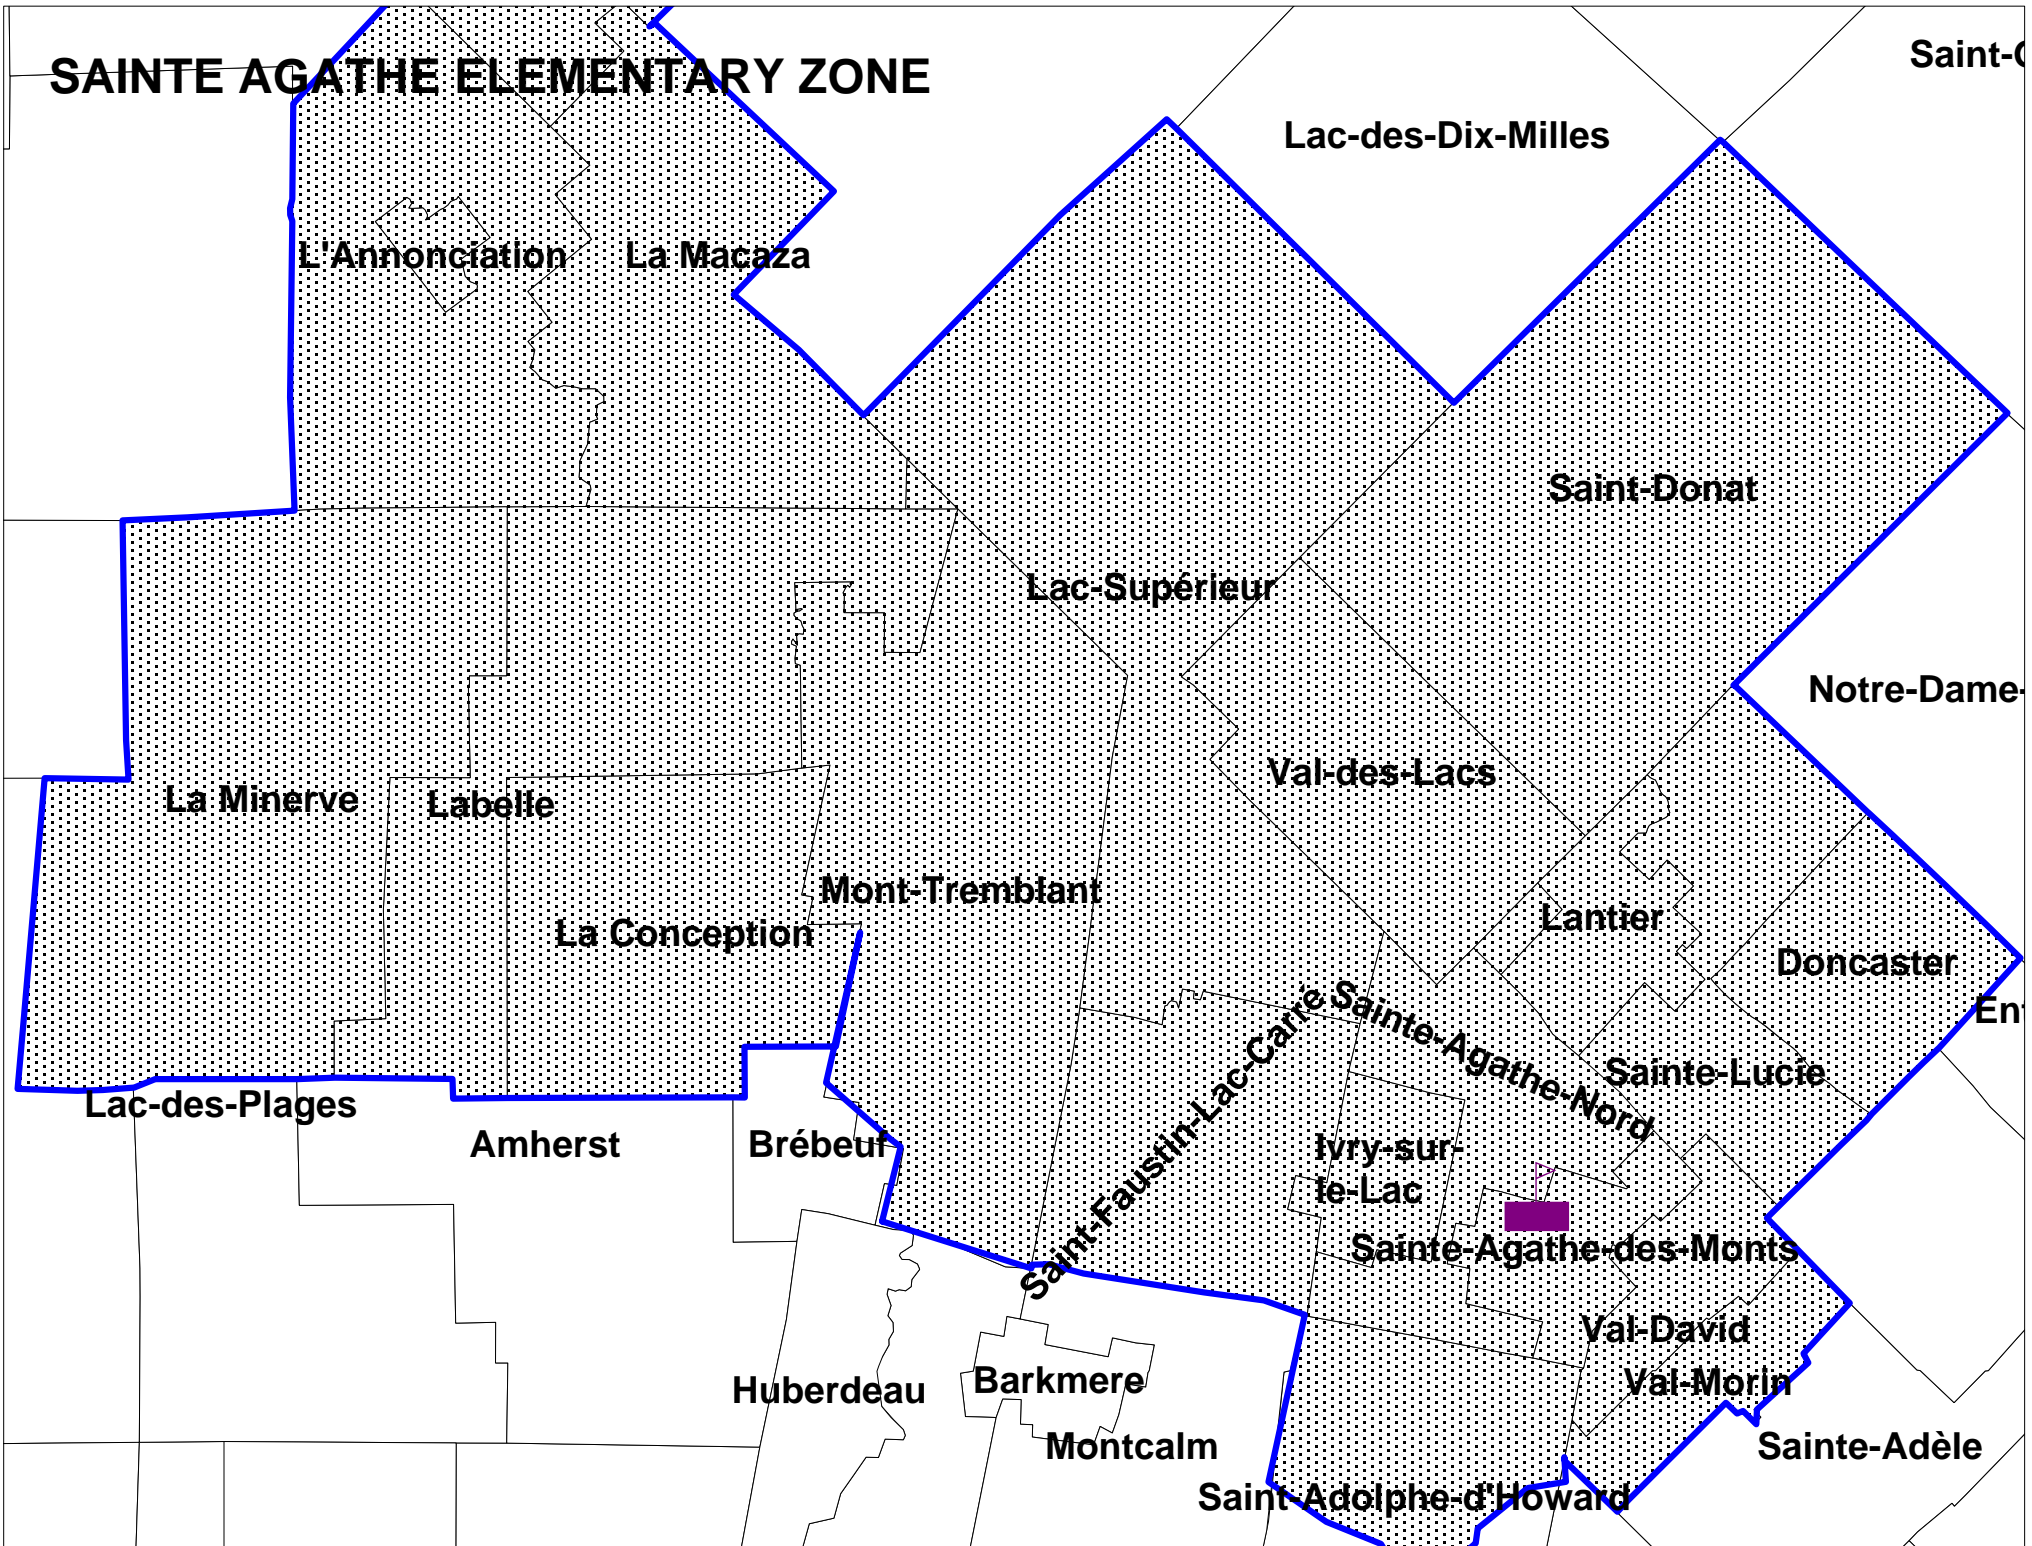 Saint-
SAINTE AGATHE ELEMENTARY ZONE
Lac-des-Dix-Milles
L'Annonciation
La Macaza
Saint-Donat
Lac-Supérieur
Notre-Dame-
Val-des-Lacs
La Minerve
Labelle
Mont-Tremblant
Lantier
La Conception
Doncaster
Ent
Saint-Faustin-Lac-Carré
Sainte-Agathe-Nord
Sainte-Lucie
Lac-des-Plages
Amherst
Brébeuf
Ivry-sur-
le-Lac
Sainte-Agathe-des-Monts
Val-David
Val-Morin
Huberdeau
Barkmere
Montcalm
Sainte-Adèle
Saint-Adolphe-d'Howard